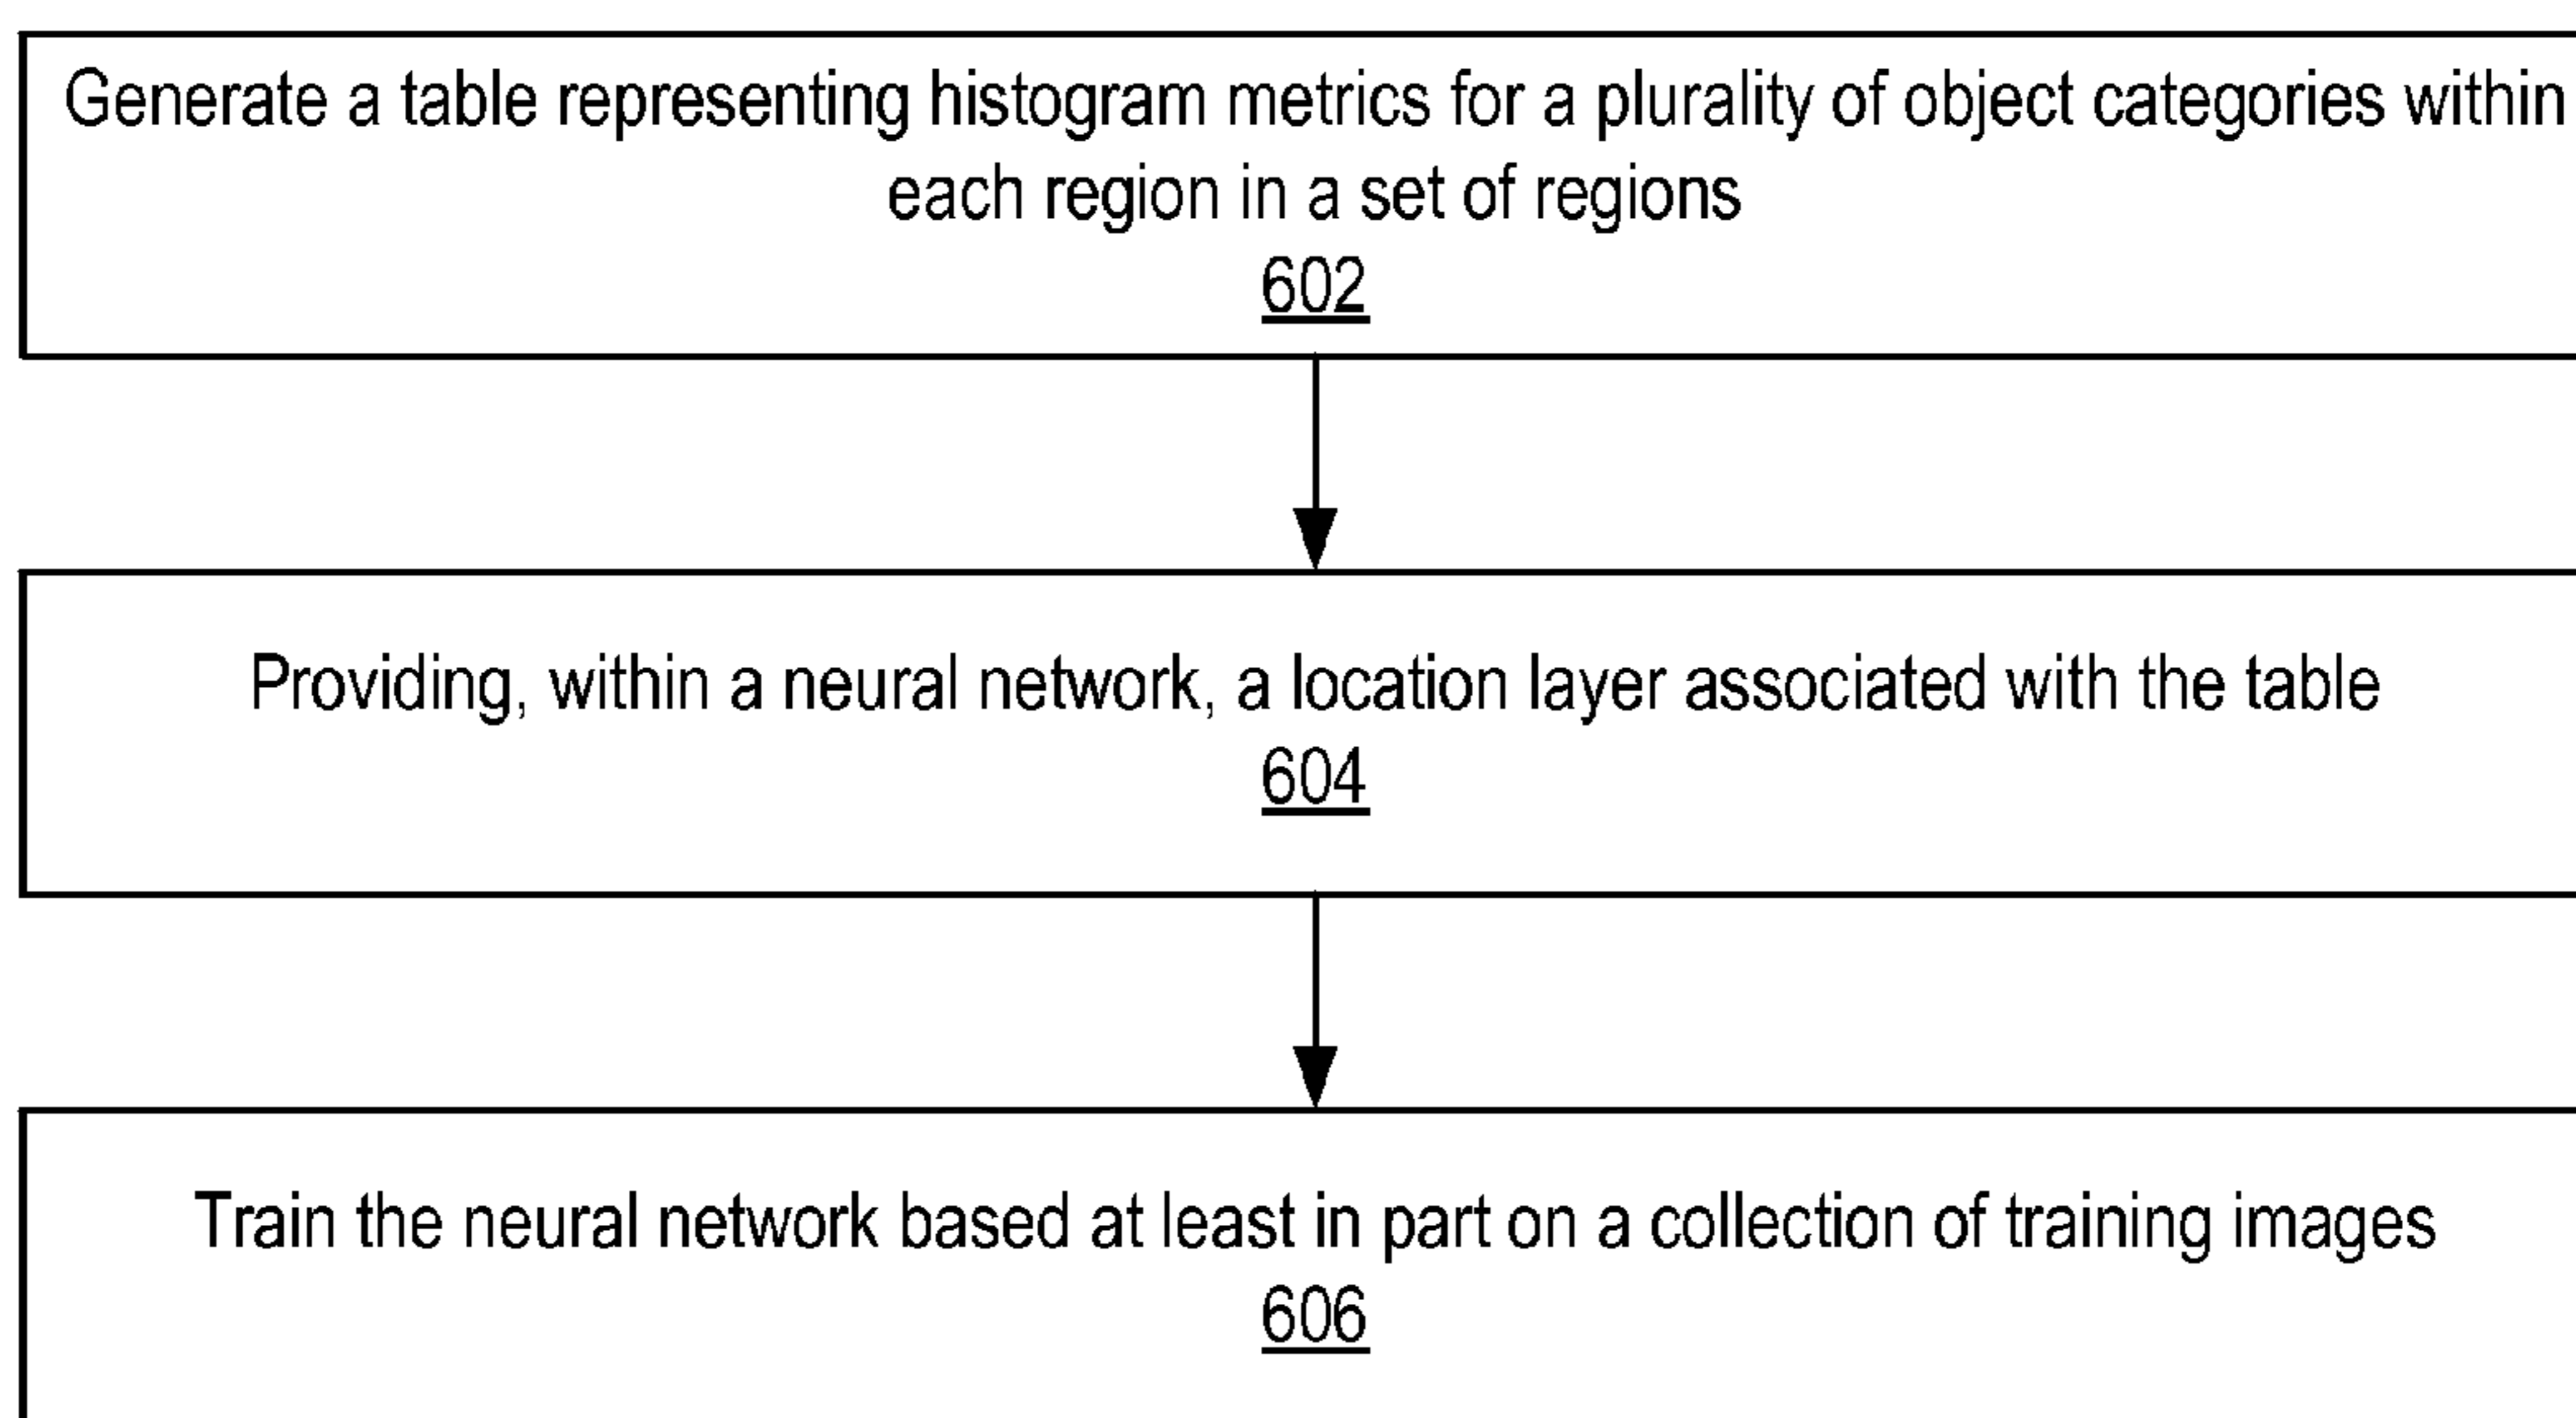 Generate a table representing histogram metrics for a plurality of object categories within
each region in a set of regions
602
Providing, within a neural network, a location layer associated with the table
604
Train the neural network based at least in part on a collection of training images
606